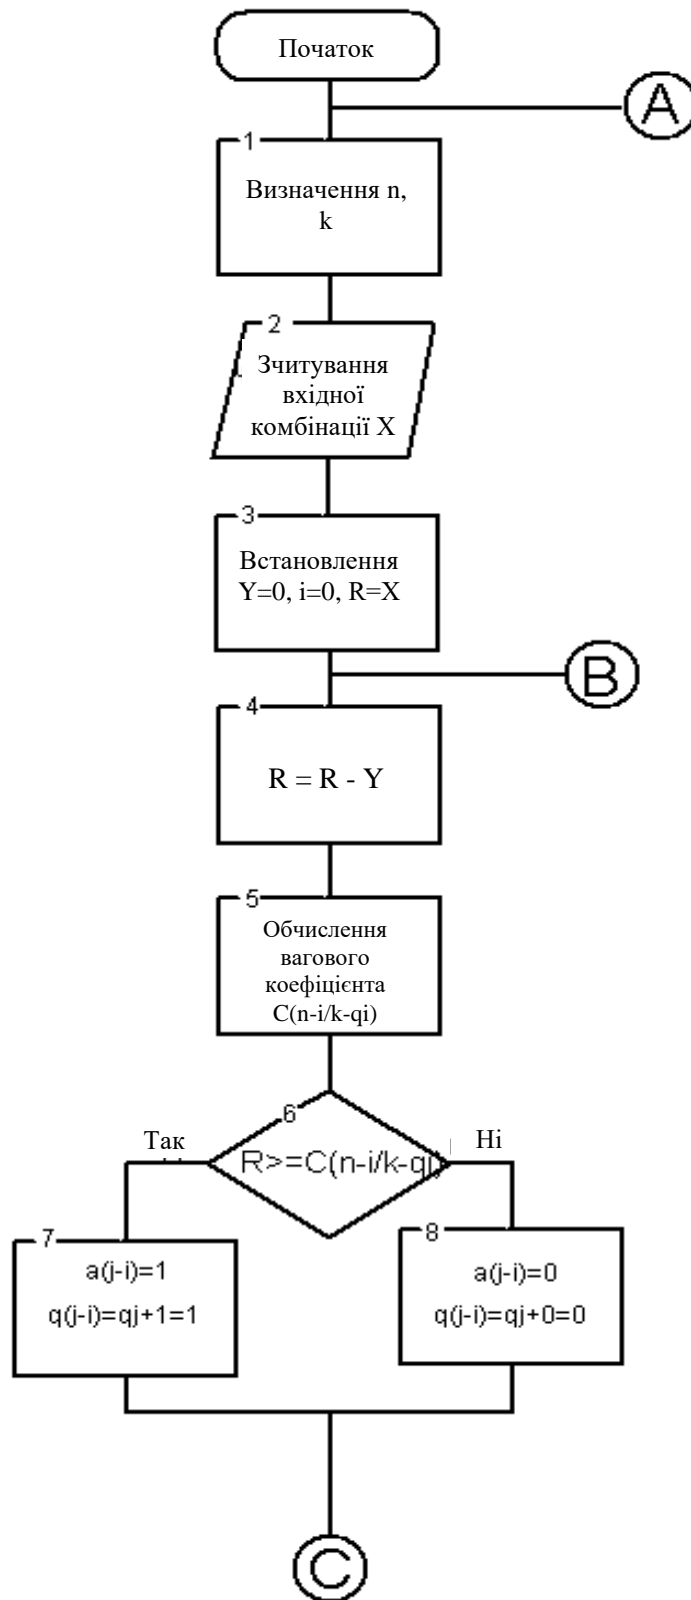 Початок
A
1
Визначення n,
k
2
Зчитування
вхідної
комбінації X
3
Встановлення
Y=0, i=0, R=X
B
4
R = R - Y
5
Обчислення
вагового
коефіцієнта
C(n-i/k-qi)
6
Так
R>=C(n-i/k-qi)
Ні
7
a(j-i)=1
q(j-i)=qj+1=1
8
a(j-i)=0
q(j-i)=qj+0=0
C